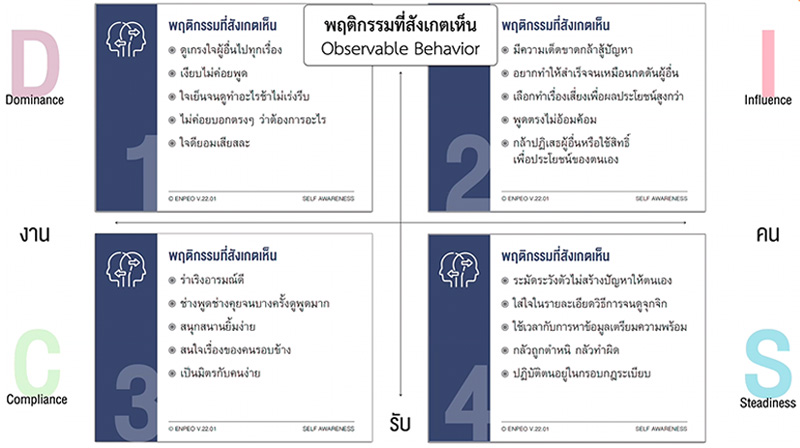 พฤติกรรมที่สังเกตเห็น
Observable Behavior
D
Dominance
I
Influence
พฤติกรรมที่สังเกตเห็น
ดูเกรงใจผู้อื่นไปทุกเรื่อง
เงียบไม่ค่อยพูด
ใจเย็นจนดูทำอะไรช้าไม่เร่งรีบ
ไม่ค่อยบอกตรงๆ ว่าต้องการอะไร
ใจดียอมเสียสละ
1
© ENPEO V.22.01
SELF AWARENESS
พฤติกรรมที่สังเกตเห็น
มีความเด็ดขาดกล้าสู้ปัญหา
อยากทำให้สำเร็จจนเหมือนกดดันผู้อื่น
เลือกทำเรื่องเสี่ยงเพื่อผลประโยชน์สูงกว่า
พูดตรงไม่อ้อมค้อม
กล้าปฏิเสธผู้อื่นหรือใช้สิทธิ์
เพื่อประโยชน์ของตนเอง
2
© ENPEO V.22.01
SELF AWARENESS
งาน
คน
พฤติกรรมที่สังเกตเห็น
ร่าเริงอารมณ์ดี
ช่างพูดช่างคุยจนบางครั้งดูพูดมาก
สนุกสนานยิ้มง่าย
สนใจเรื่องของคนรอบข้าง
เป็นมิตรกับคนง่าย
3
© ENPEO V.22.01
SELF AWARENESS
พฤติกรรมที่สังเกตเห็น
ระมัดระวังตัวไม่สร้างปัญหาให้ตนเอง
ใส่ใจในรายละเอียดวิธีการจนดูจุกจิก
ใช้เวลากับการหาข้อมูลเตรียมความพร้อม
กลัวถูกตำหนิ กลัวทำผิด
ปฏิบัติตนอยู่ในกรอบกฎระเบียบ
4
© ENPEO V.22.01
SELF AWARENESS
C
Compliance
S
Steadiness
รับ